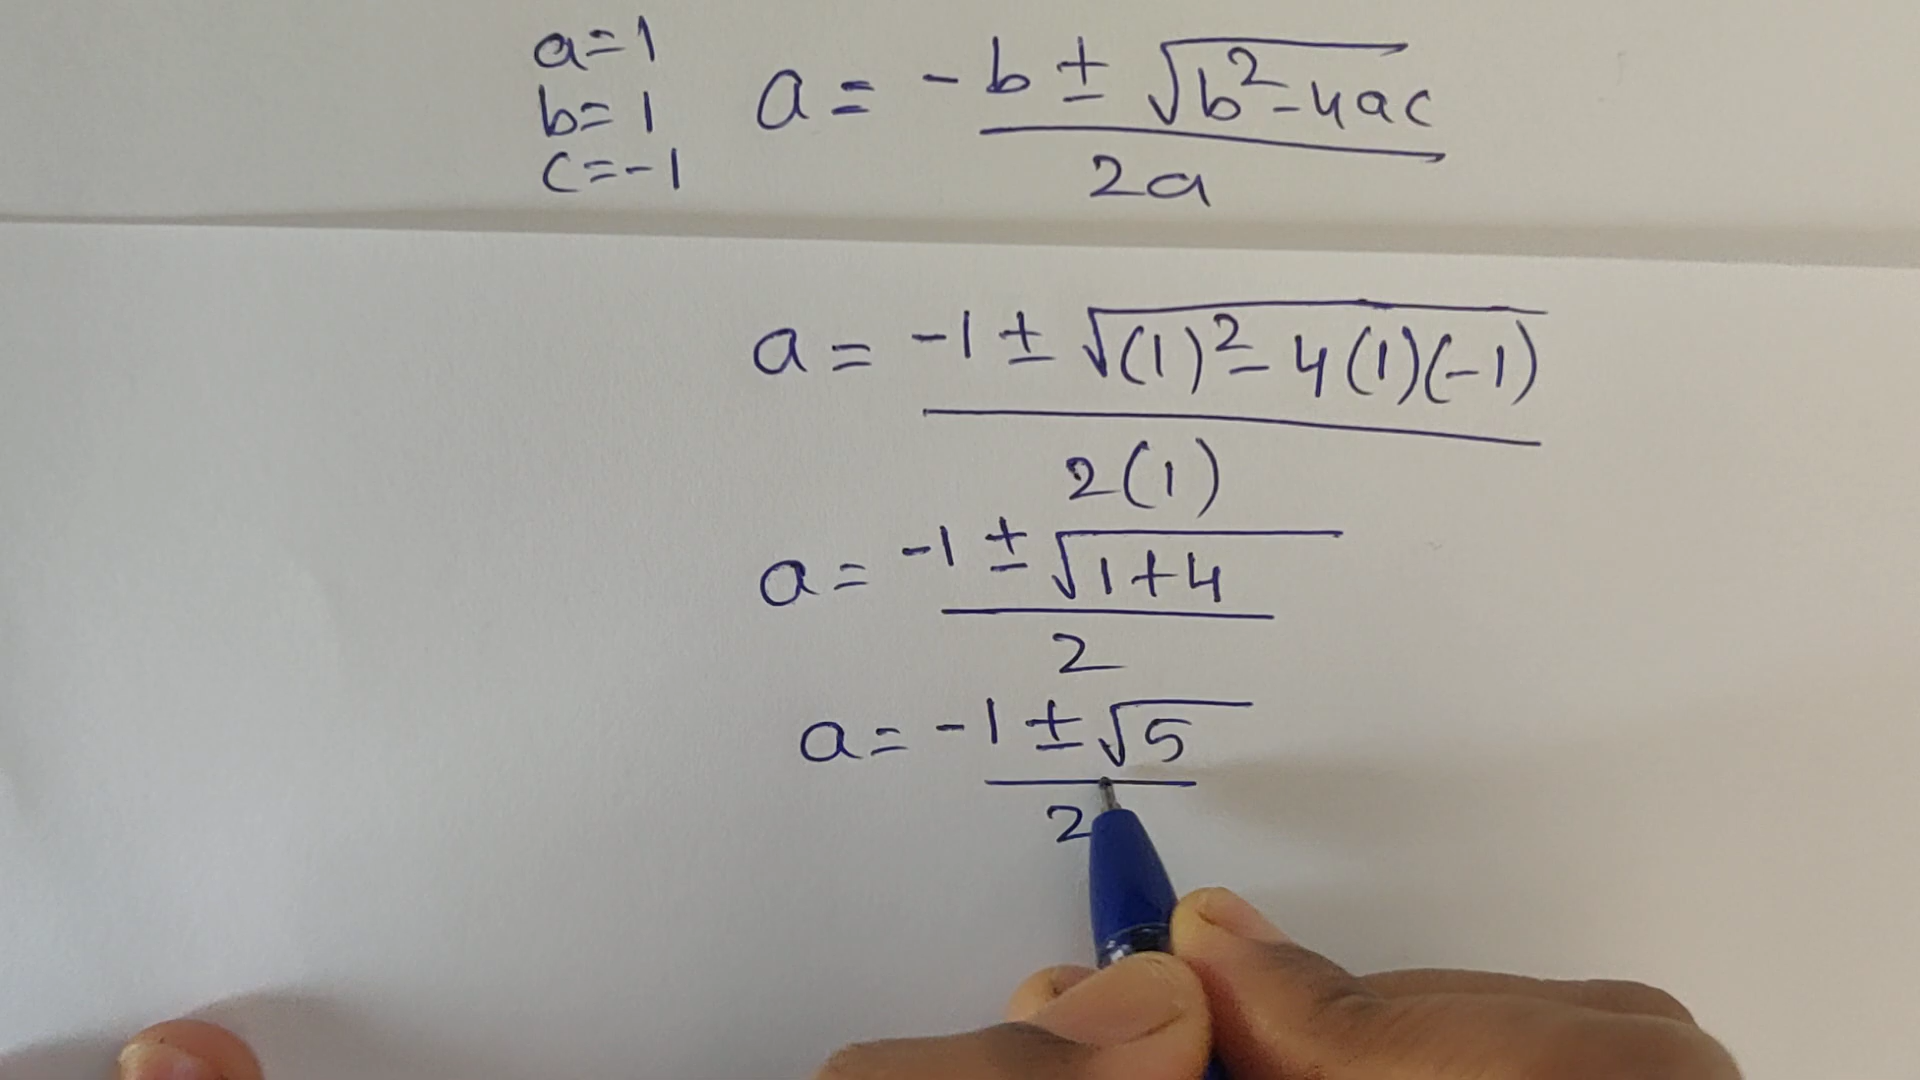 a=1
b=1
c=-1
a = -b ± √b²-4ac / 2a
a = -1 ± √(1)²-4(1)(-1) / 2(1)
a = -1 ± √1+4 / 2
a = -1 ± √5 / 2